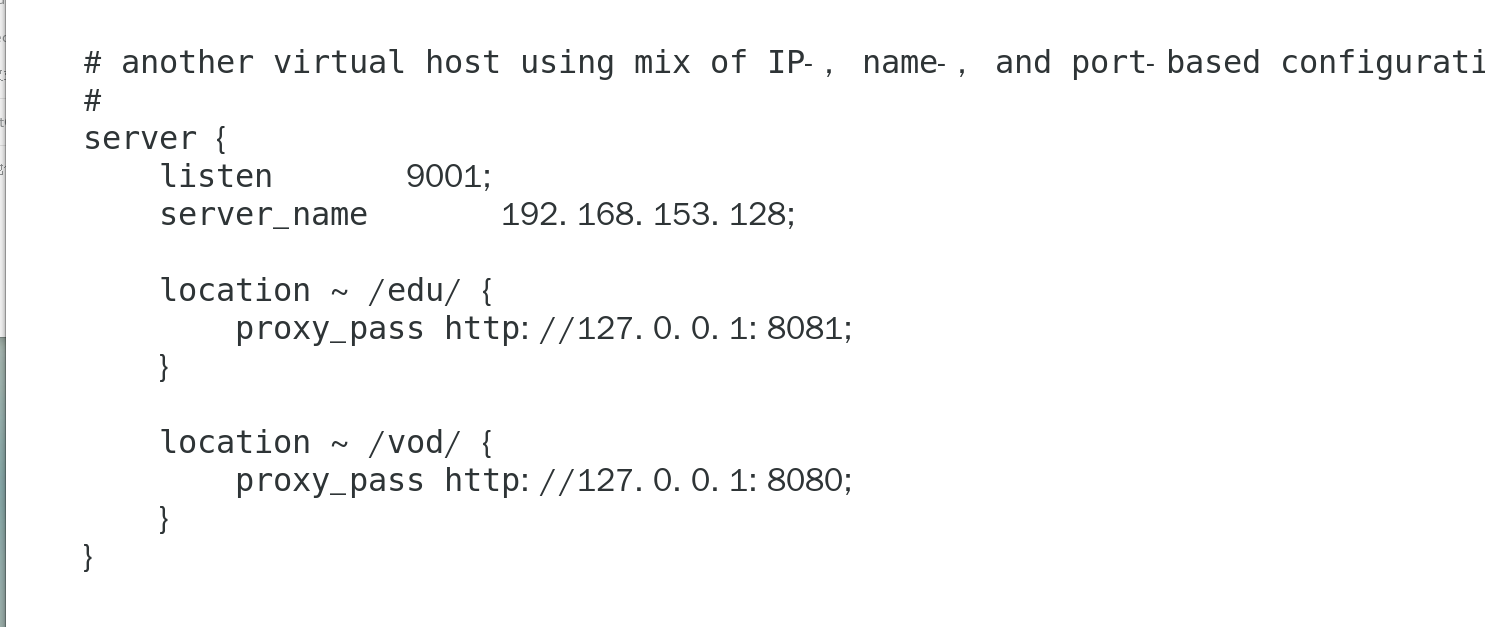 # another virtual host using mix of IP-, name-, and port-based configurati
#
server {
    listen       9001;
    server_name       192.168.153.128;

    location ~ /edu/ {
        proxy_pass http://127.0.0.1:8081;
    }

    location ~ /vod/ {
        proxy_pass http://127.0.0.1:8080;
    }
}